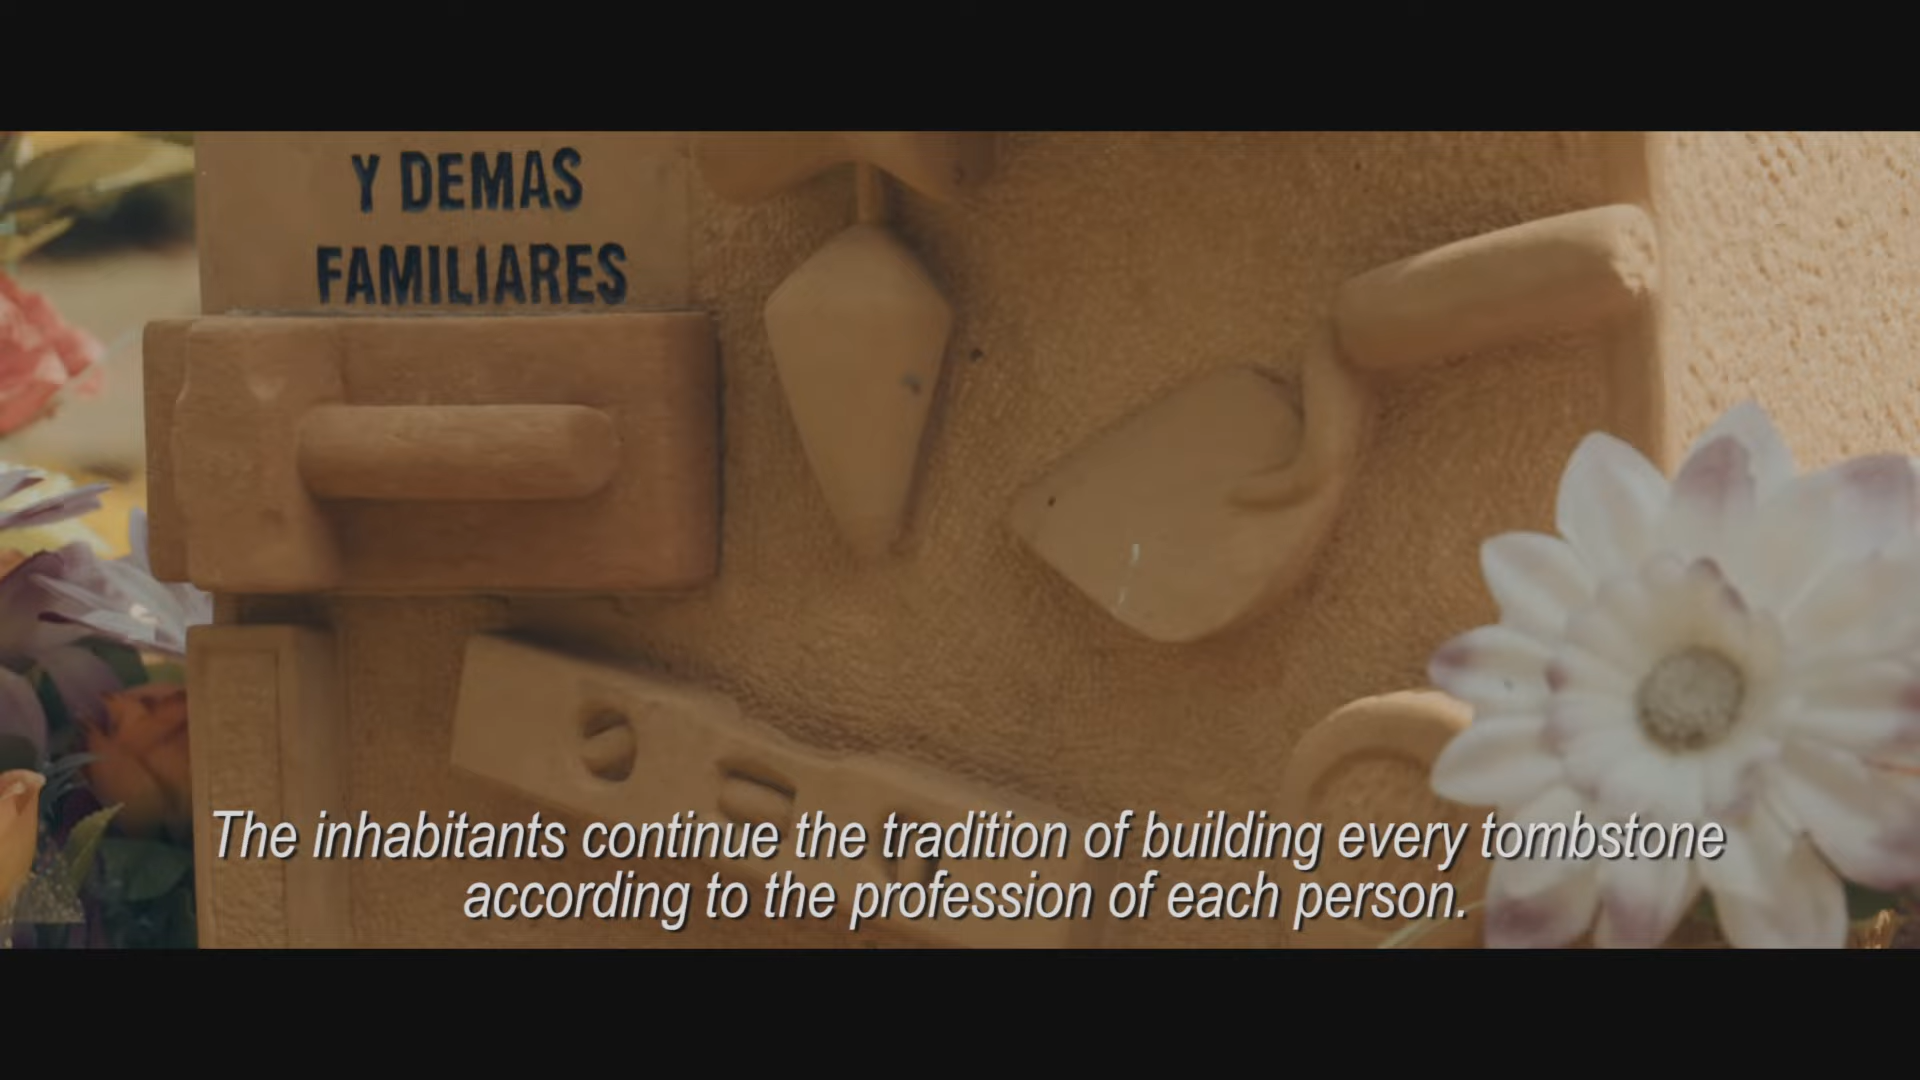 Y DEMAS
FAMILIARES
The inhabitants continue the tradition of building every tombstone
according to the profession of each person.